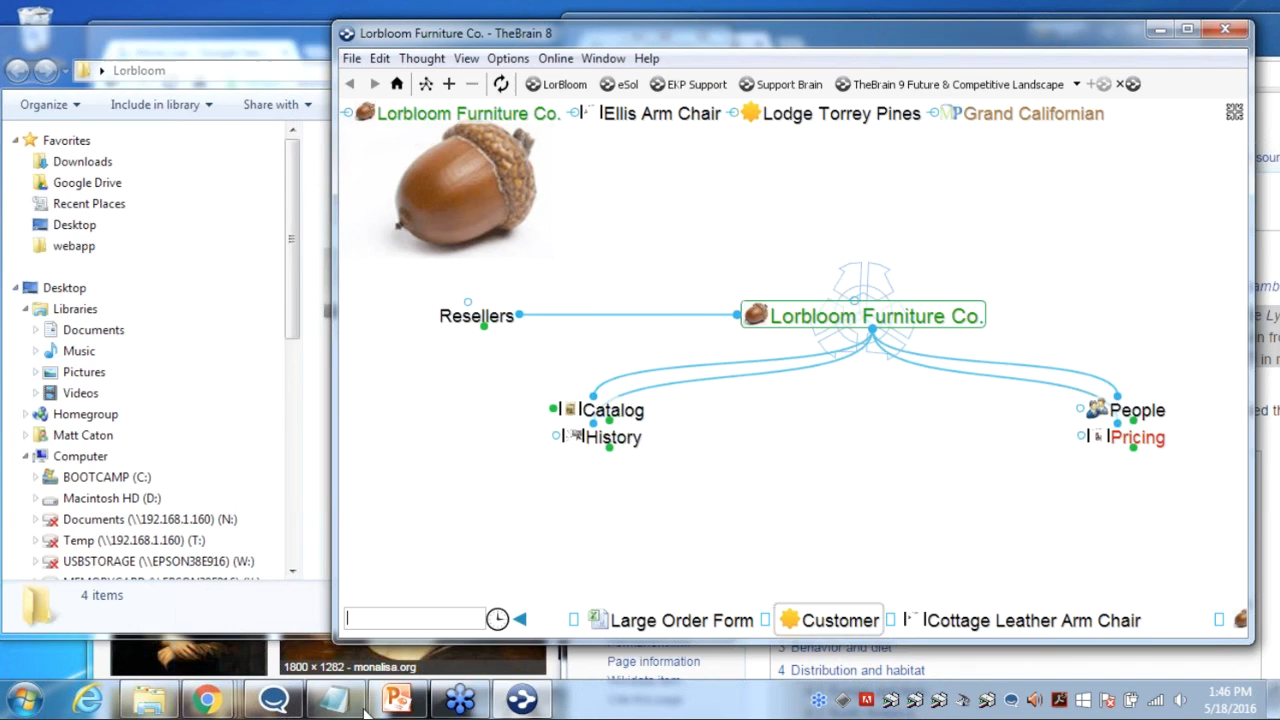 Lorbloom Furniture Co. - TheBrain 8
File Edit Thought View Options Online Window Help
LorBloom eSol EKP Support Support Brain TheBrain 9 Future & Competitive Landscape
Lorbloom Furniture Co. Ellis Arm Chair Lodge Torrey Pines Grand Californian
Resellers
Lorbloom Furniture Co.
Catalog
History
People
Pricing
Large Order Form Customer Cottage Leather Arm Chair
Lorbloom
Organize Include in library Share with
Favorites
Downloads
Google Drive
Recent Places
Desktop
webapp
Desktop
Libraries
Documents
Music
Pictures
Videos
Homegroup
Matt Caton
Computer
BOOTCAMP (C:)
Macintosh HD (D:)
Documents (\\192.168.1.160) (N:)
Temp (\\192.168.1.160) (T:)
USBSTORAGE (\\EPSON38E916) (W:)
4 items
1800 × 1282 - monalisa.org
Page information
3 Behavior and diet
4 Distribution and habitat
1:46 PM
5/18/2016